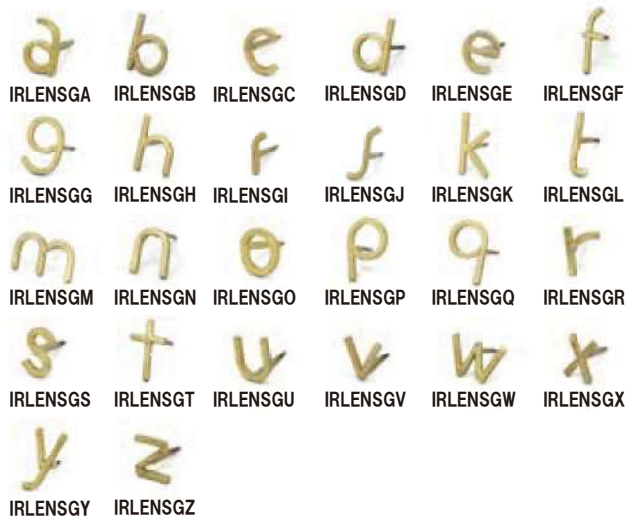 a b c d e f
IRLENSGA IRLENSGB IRLENSGC IRLENSGD IRLENSGE IRLENSGF
g h i j k l
IRLENSGG IRLENSGH IRLENSGI IRLENSGJ IRLENSGK IRLENSGL
m n o p q r
IRLENSGM IRLENSGN IRLENSGO IRLENSGP IRLENSGQ IRLENSGR
s t u v w x
IRLENSGS IRLENSGT IRLENSGU IRLENSGV IRLENSGW IRLENSGX
y z
IRLENSGY IRLENSGZ